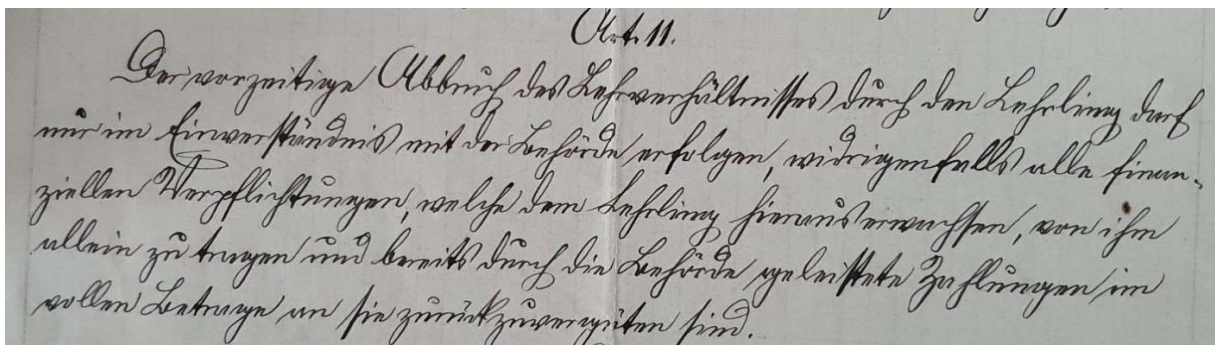 Art. 11.
Der vorzeitige Abbruch des Lehrverhältnisses durch den Lehrling darf
nur im Einverständnis mit der Behörde erfolgen, widrigenfalls alle finan-
ziellen Verpflichtungen, welche dem Lehrling hieraus erwachsen, von ihm
allein zu tragen und bereits durch die Behörde geleistete Zahlungen im
vollen Betrage an sie zurückzuvergüten sind.